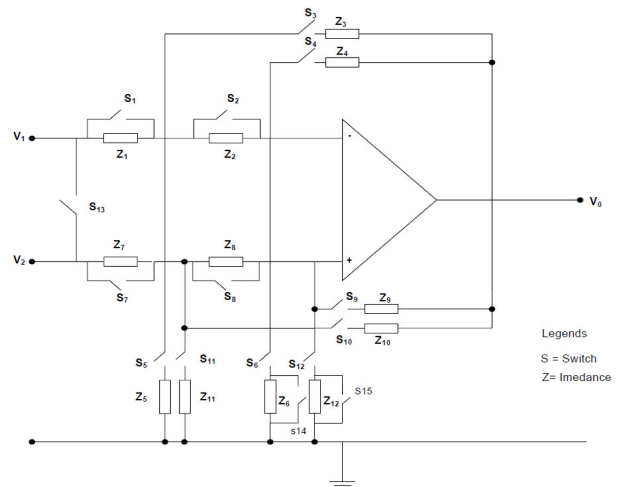 S₃
Z₃
S₄
Z₄
S₁
S₂
V₁
Z₁
Z₂
-
S₁₃
V₀
Z₇
Z₈
V₂
+
S₇
S₈
S₉
Z₉
S₁₀
Z₁₀
Legends
S = Switch
Z= Imedance
S₅
S₁₁
S₆
S₁₂
S15
Z₅
Z₁₁
Z₆
Z₁₂
s14